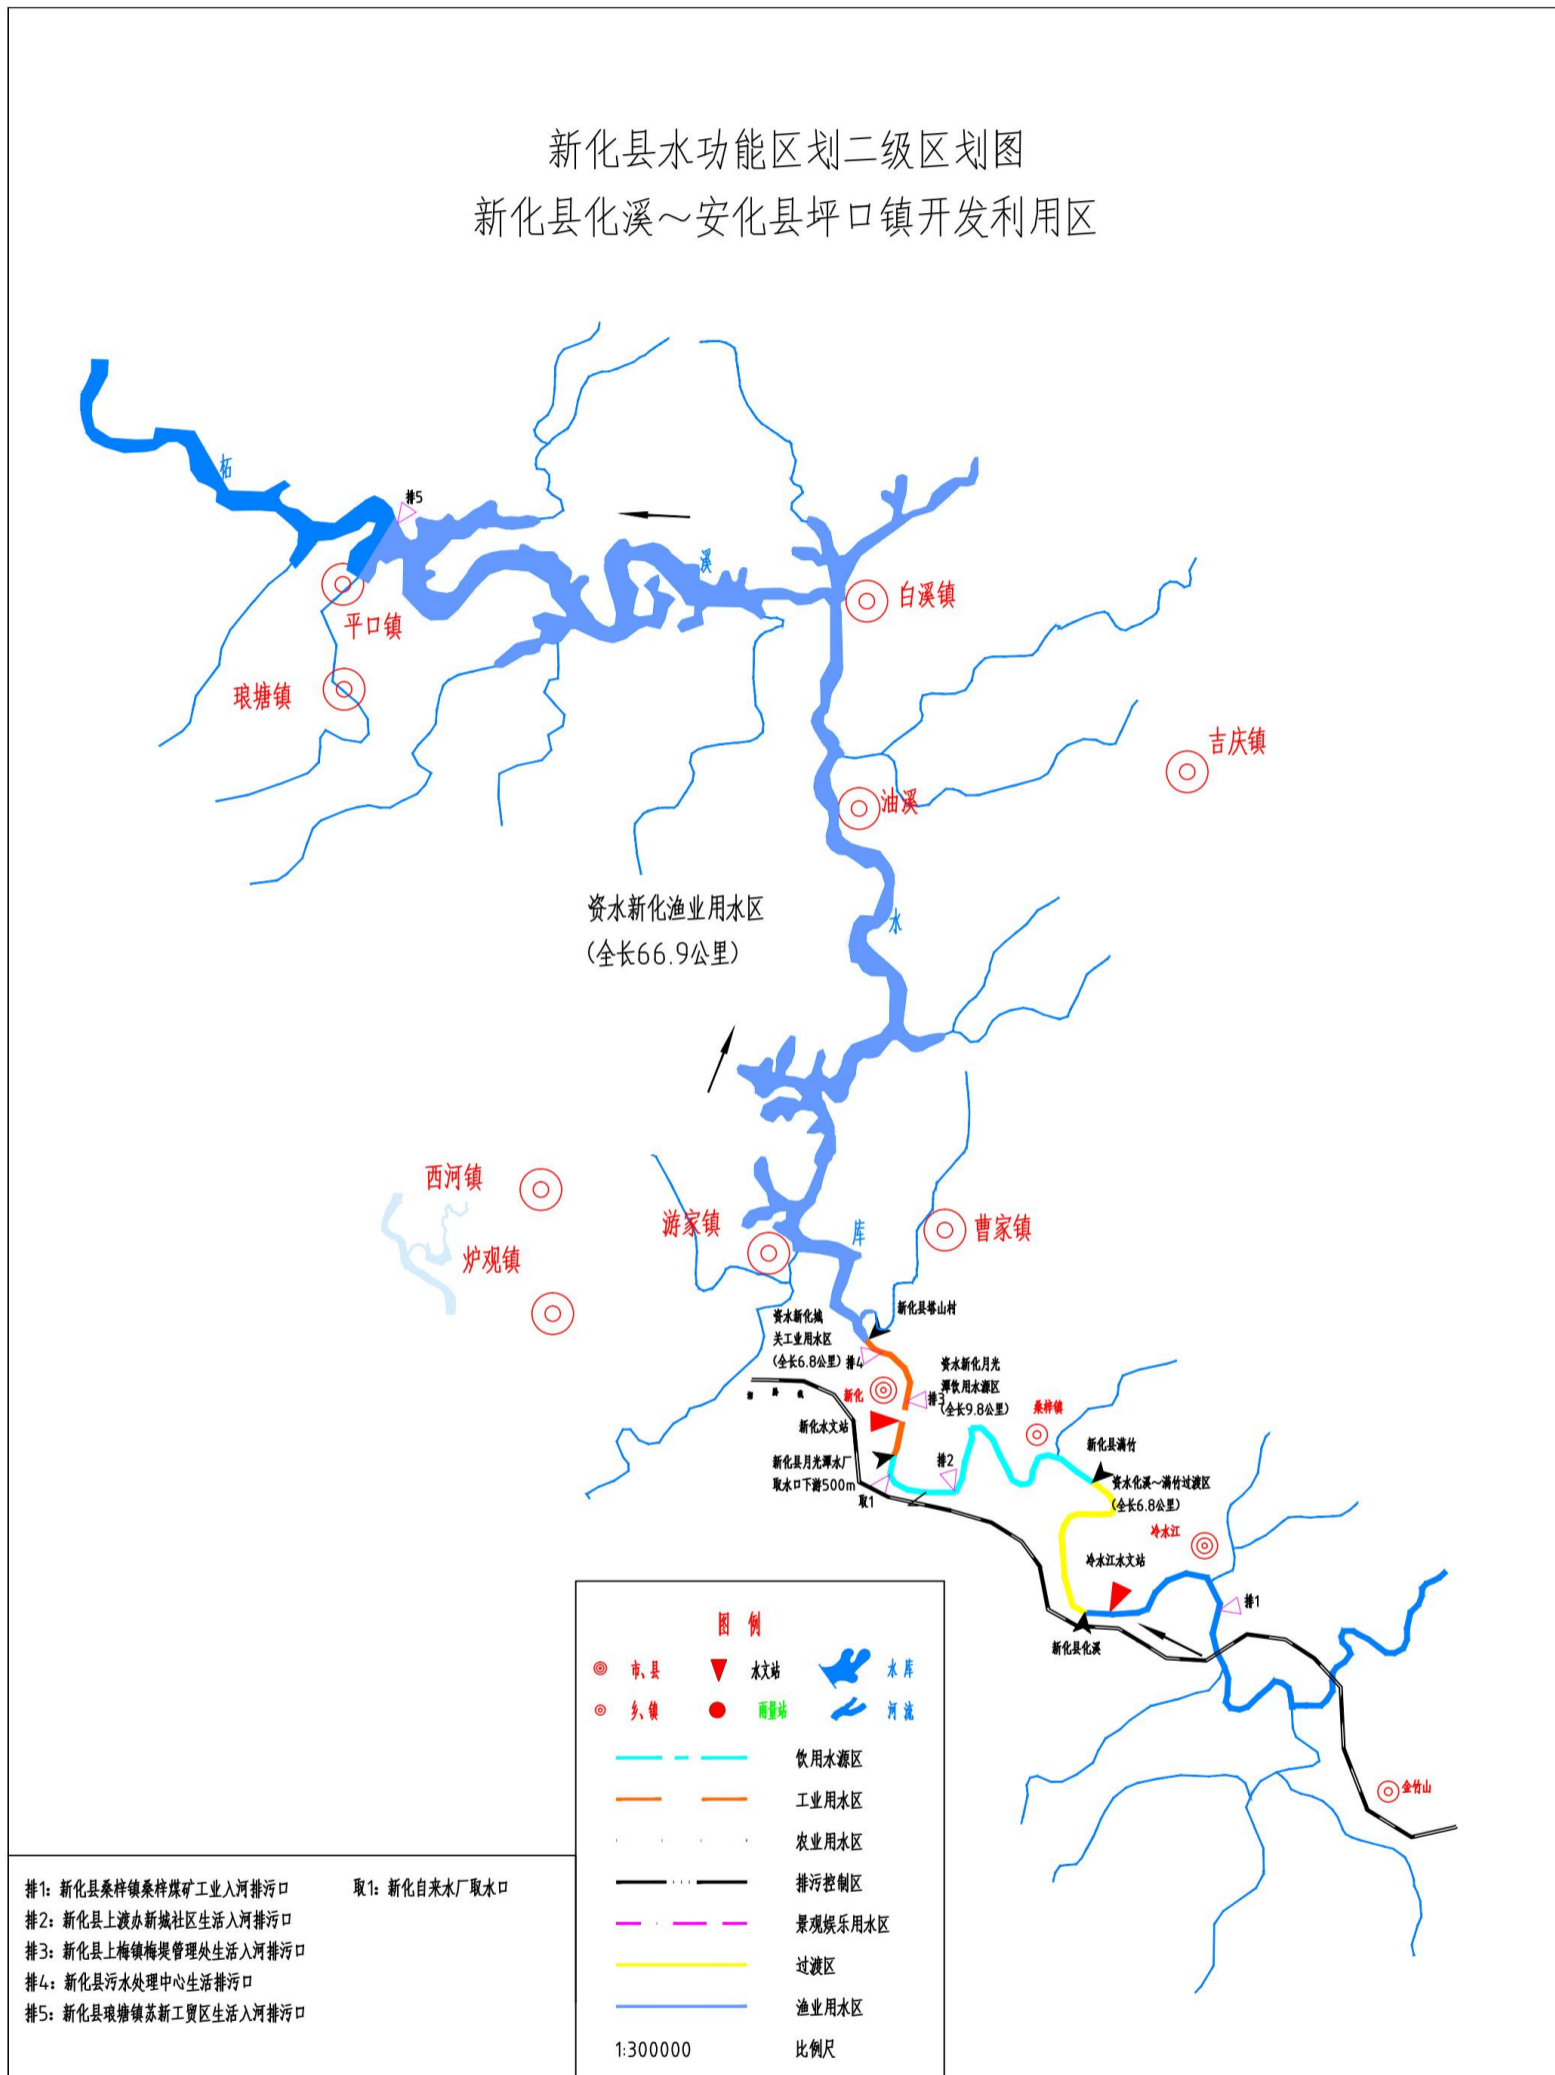 新化县水功能区划二级区划图
新化县化溪～安化县坪口镇开发利用区
柘
排5
溪
白溪镇
平口镇
琅塘镇
吉庆镇
油溪
资水新化渔业用水区
(全长66.9公里)
水
西河镇
游家镇
库
曹家镇
炉观镇
新化县塔山村
资水新化城
关工业用水区
(全长6.8公里)
排4
资水新化月光
潭饮用水源区
(全长9.8公里)
新化
排3
桑梓镇
新化水文站
新化县满竹
新化县月光潭水厂
取水口下游500m
排2
资水化溪～满竹过渡区
(全长6.8公里)
取1
冷水江
冷水江水文站
排1
新化县化溪
金竹山
图 例
市、县
水文站
水库
乡、镇
雨量站
河流
饮用水源区
工业用水区
农业用水区
排污控制区
景观娱乐用水区
过渡区
渔业用水区
1:300000 比例尺
排1: 新化县桑梓镇桑梓煤矿工业入河排污口
取1: 新化自来水厂取水口
排2: 新化县上渡办新城社区生活入河排污口
排3: 新化县上梅镇梅堤管理处生活入河排污口
排4: 新化县污水处理中心生活排污口
排5: 新化县琅塘镇苏新工贸区生活入河排污口